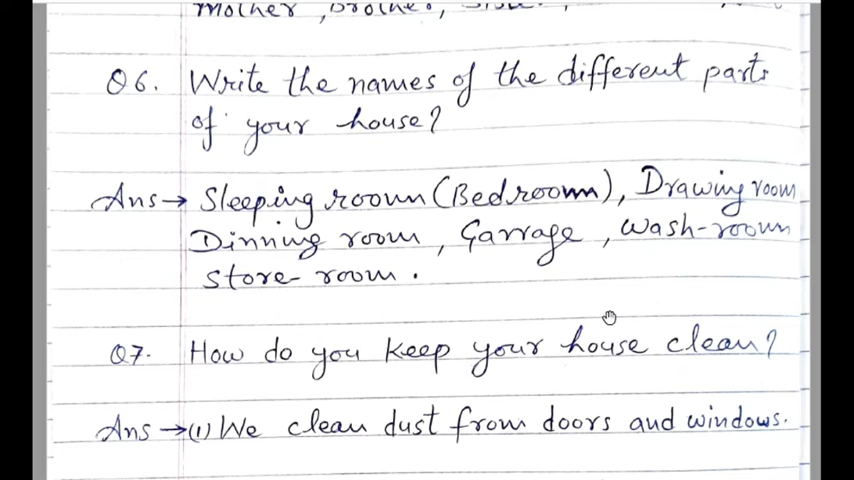 Mother, brother,
Q6. Write the names of the different parts
of your house?
Ans → Sleeping room (Bedroom), Drawing room
Dinning room, Garrage, wash-room
store-room.
Q7. How do you keep your house clean?
Ans → (1) We clean dust from doors and windows.